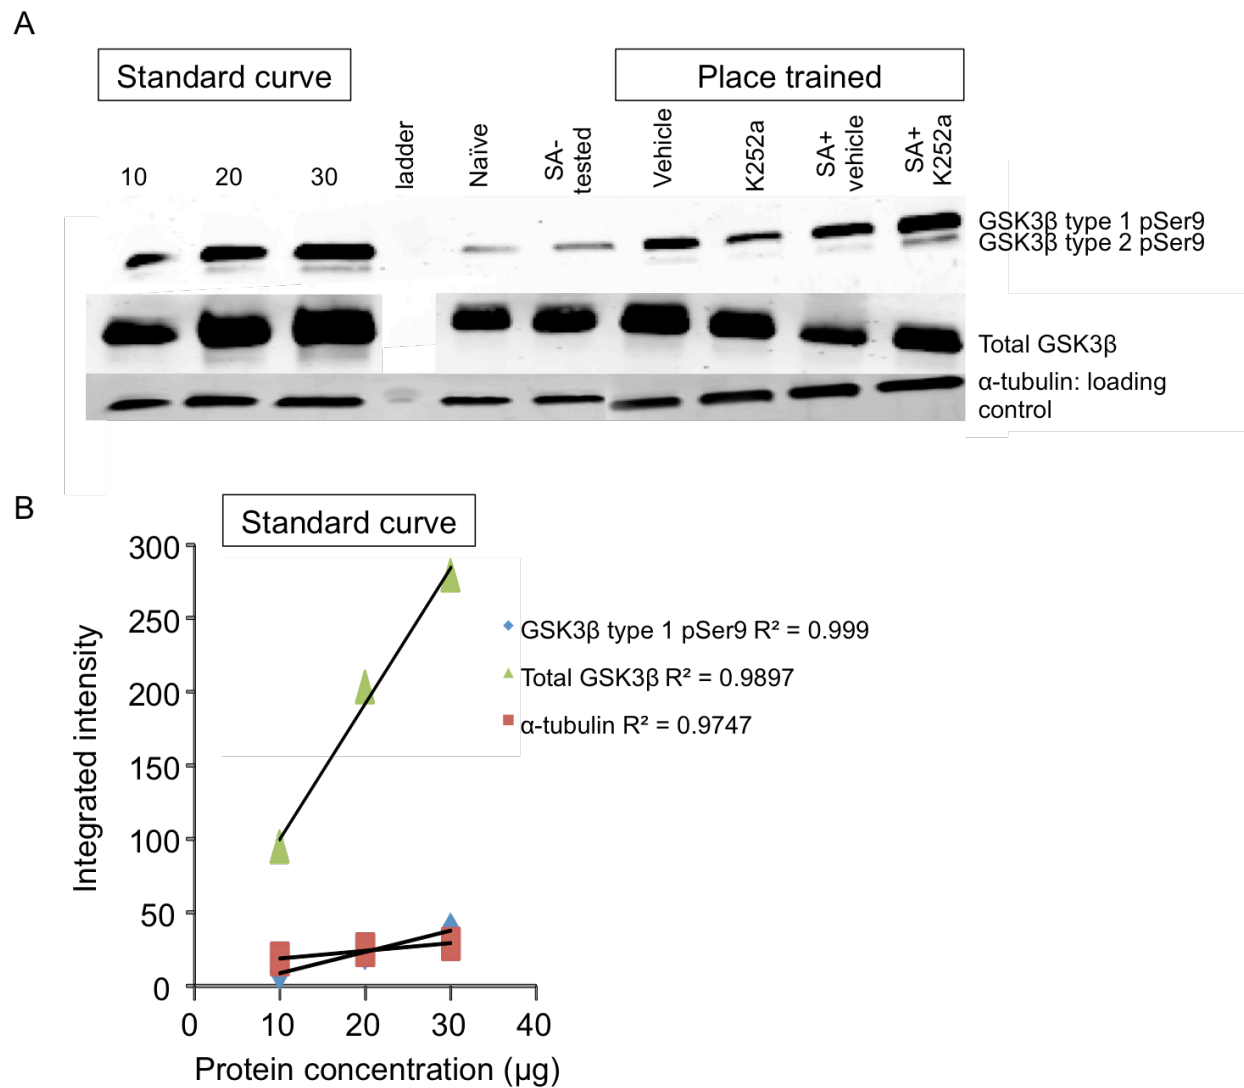 A
Standard curve
Place trained
10
20
30
ladder
Naïve
SA-
tested
Vehicle
K252a
SA+
vehicle
SA+
K252a
GSK3β type 1 pSer9
GSK3β type 2 pSer9
Total GSK3β
α-tubulin: loading
control
B
Standard curve
300
250
200
150
100
50
0
Integrated intensity
GSK3β type 1 pSer9 R² = 0.999
Total GSK3β R² = 0.9897
α-tubulin R² = 0.9747
0
10
20
30
40
Protein concentration (µg)